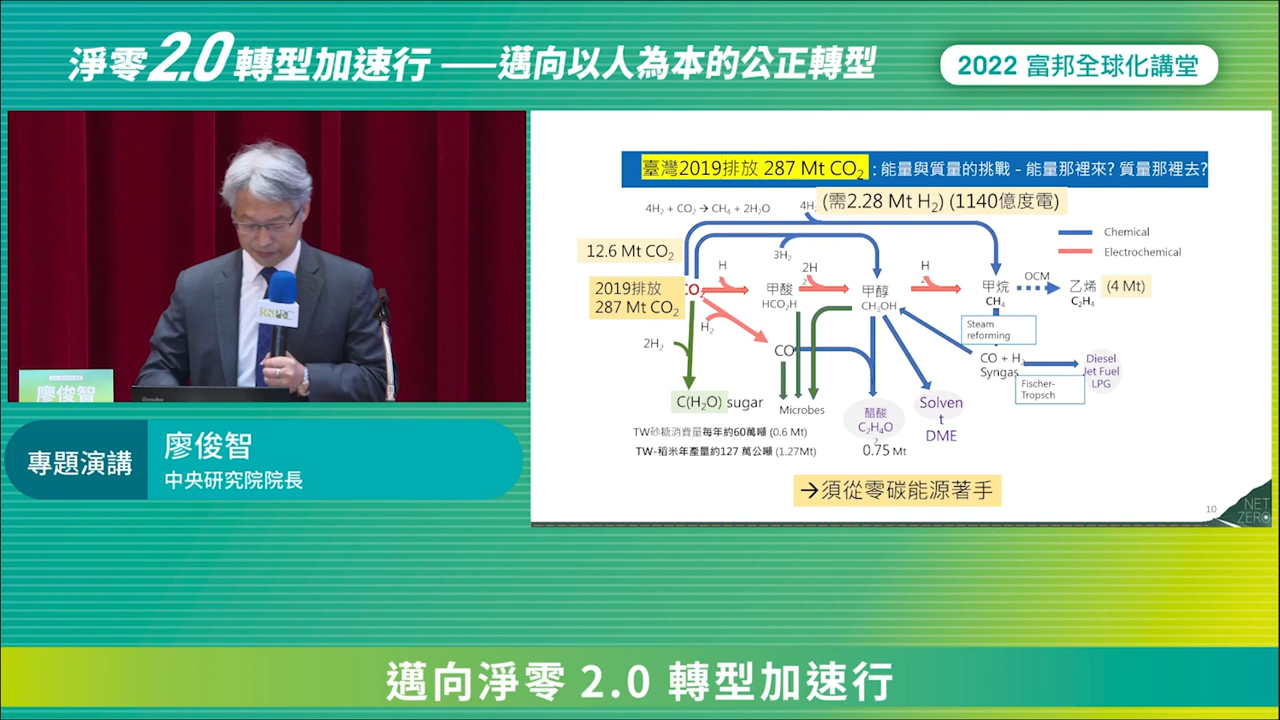 淨零2.0轉型加速行 ── 邁向以人為本的公正轉型
2022 富邦全球化講堂
RSPRC
廖俊智
專題演講
廖俊智
中央研究院院長
臺灣2019排放 287 Mt CO₂ : 能量與質量的挑戰 - 能量那裡來? 質量那裡去?
4H₂ + CO₂ → CH₄ + 2H₂O
4H₂
(需2.28 Mt H₂) (1140億度電)
Chemical
Electrochemical
12.6 Mt CO₂
2019排放
287 Mt CO₂
CO₂
H
3H₂
2H
H
甲酸
HCO₂H
甲醇
CH₃OH
甲烷
CH₄
OCM
乙烯
C₂H₄
(4 Mt)
H₂
2H₂
CO
Steam
reforming
CO + H₂
Syngas
Fischer-
Tropsch
Diesel
Jet Fuel
LPG
C(H₂O) sugar
Microbes
醋酸
C₂H₄O
2
0.75 Mt
Solven
t
DME
TW砂糖消費量每年約60萬噸 (0.6 Mt)
TW-稻米年產量約127 萬公噸 (1.27Mt)
→須從零碳能源著手
10
NET
ZERO
邁向淨零 2.0 轉型加速行